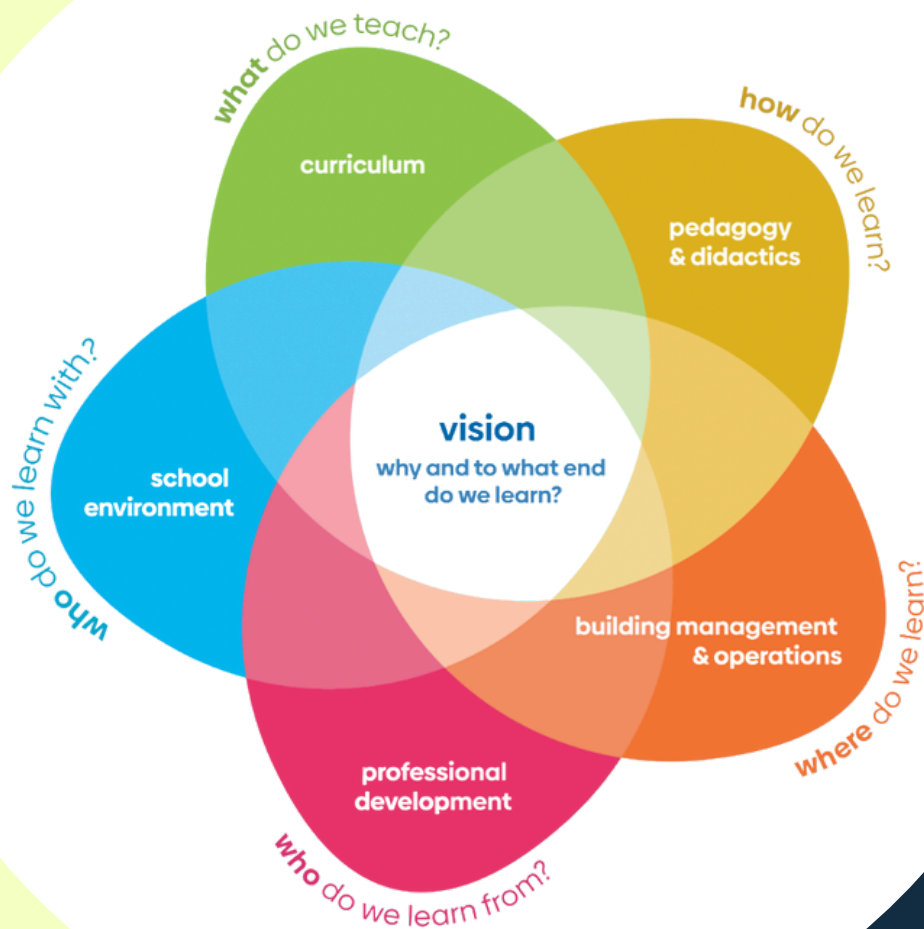 what do we teach?
curriculum
how do we learn?
pedagogy
& didactics
who do we learn with?
school
environment
vision
why and to what end
do we learn?
building management
& operations
where do we learn?
professional
development
who do we learn from?